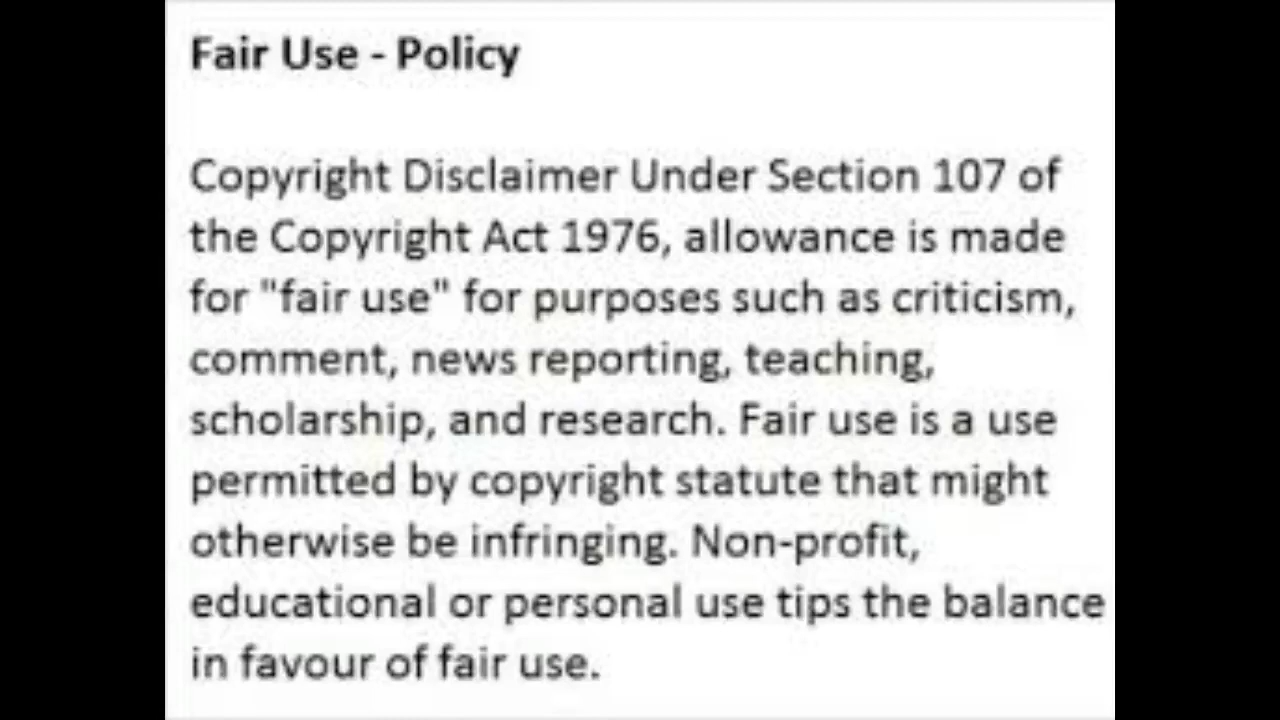 Fair Use - Policy
Copyright Disclaimer Under Section 107 of
the Copyright Act 1976, allowance is made
for "fair use" for purposes such as criticism,
comment, news reporting, teaching,
scholarship, and research. Fair use is a use
permitted by copyright statute that might
otherwise be infringing. Non-profit,
educational or personal use tips the balance
in favour of fair use.